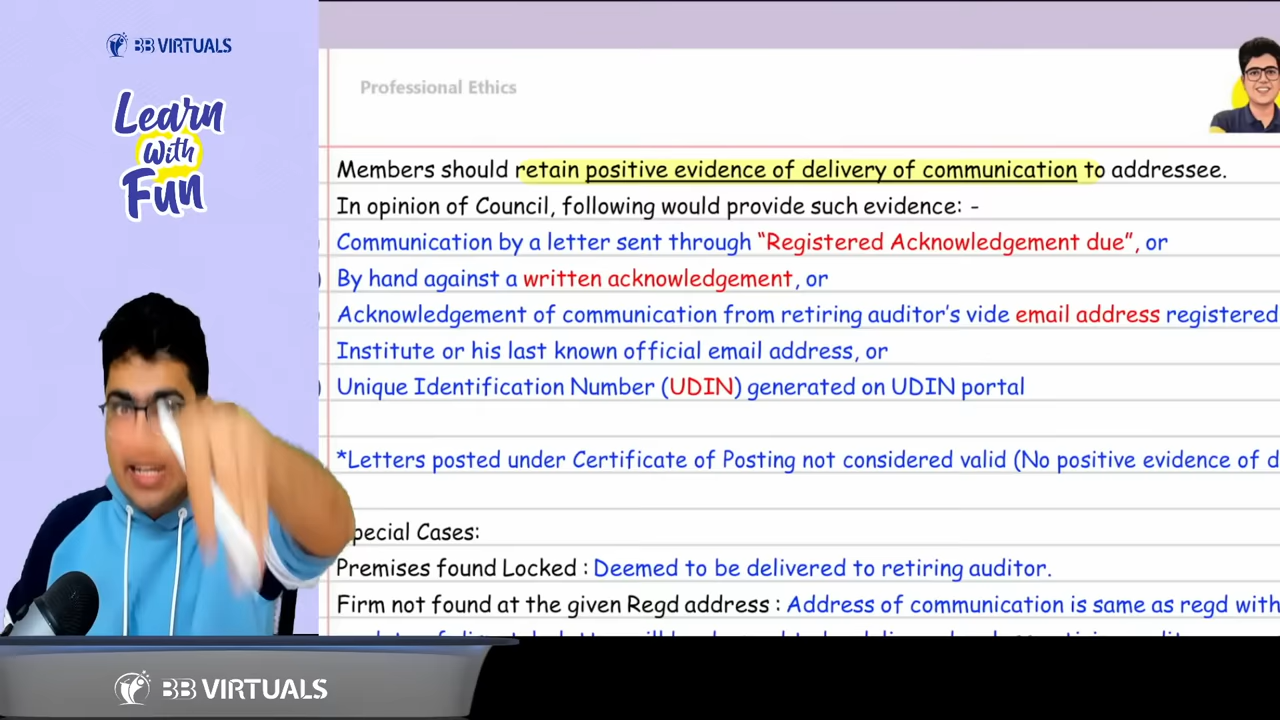 BB VIRTUALS
Learn
With
Fun
Professional Ethics
Members should retain positive evidence of delivery of communication to addressee.
In opinion of Council, following would provide such evidence: -
Communication by a letter sent through “Registered Acknowledgement due”, or
By hand against a written acknowledgement, or
Acknowledgement of communication from retiring auditor’s vide email address registered
Institute or his last known official email address, or
Unique Identification Number (UDIN) generated on UDIN portal
*Letters posted under Certificate of Posting not considered valid (No positive evidence of d
pecial Cases:
Premises found Locked : Deemed to be delivered to retiring auditor.
Firm not found at the given Regd address : Address of communication is same as regd with
BB VIRTUALS